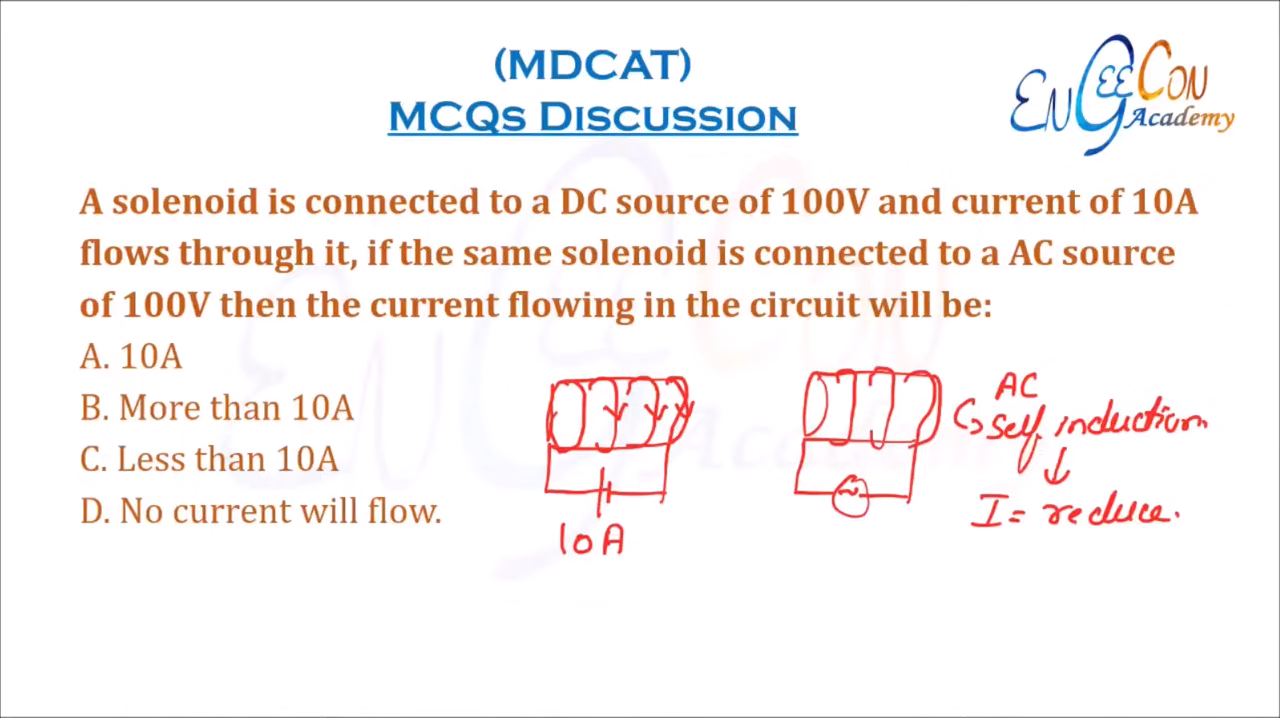 (MDCAT)
MCQs Discussion
EnGeeCon
Academy
A solenoid is connected to a DC source of 100V and current of 10A
flows through it, if the same solenoid is connected to a AC source
of 100V then the current flowing in the circuit will be:
A. 10A
B. More than 10A
C. Less than 10A
D. No current will flow.
10A
AC
Self induction
I = reduce.